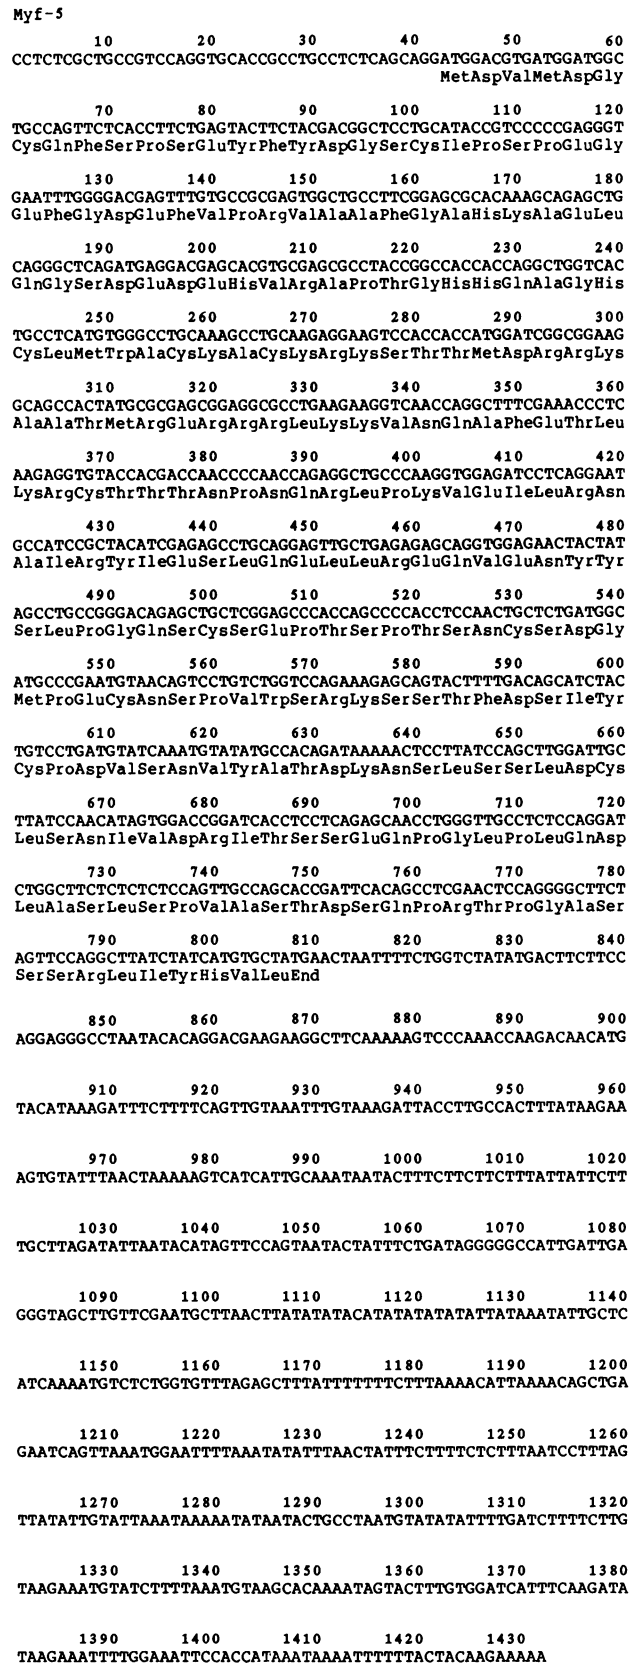 Myf-5
10 20 30 40 50 60
CCTCTCGCTGCCGTCCAGGTGCACCGCCTGCCTCTCAGCAGGATGGACGTGATGGATGGC
MetAspValMetAspGly
70 80 90 100 110 120
TGCCAGTTCTCACCTTCTGAGTACTTCTACGACGGCTCCTGCATACCGTCCCCCGAGGGT
CysGlnPheSerProSerGluTyrPheTyrAspGlySerCysIleProSerProGluGly
130 140 150 160 170 180
GAATTTGGGGACGAGTTTGTGCCGCGAGTGGCTGCCTTCGGAGCGCACAAAGCAGAGCTG
GluPheGlyAspGluPheValProArgValAlaAlaPheGlyAlaHisLysAlaGluLeu
190 200 210 220 230 240
CAGGGCTCAGATGAGGACGAGCACGTGCGAGCGCCTACCGGCCACCACCAGGCTGGTCAC
GlnGlySerAspGluAspGluHisValArgAlaProThrGlyHisHisGlnAlaGlyHis
250 260 270 280 290 300
TGCCTCATGTGGGCCTGCAAAGCCTGCAAGAGGAAGTCCACCACCATGGATCGGCGGAAG
CysLeuMetTrpAlaCysLysAlaCysLysArgLysSerThrThrMetAspArgArgLys
310 320 330 340 350 360
GCAGCCACTATGCGCGAGCGGAGGCGCCTGAAGAAGGTCAACCAGGCTTTCGAAACCCTC
AlaAlaThrMetArgGluArgArgArgLeuLysLysValAsnGlnAlaPheGluThrLeu
370 380 390 400 410 420
AAGAGGTGTACCACGACCAACCCCAACCAGAGGCTGCCCAAGGTGGAGATCCTCAGGAAT
LysArgCysThrThrThrAsnProAsnGlnArgLeuProLysValGluIleLeuArgAsn
430 440 450 460 470 480
GCCATCCGCTACATCGAGAGCCTGCAGGAGTTGCTGAGAGAGCAGGTGGAGAACTACTAT
AlaIleArgTyrIleGluSerLeuGlnGluLeuLeuArgGluGlnValGluAsnTyrTyr
490 500 510 520 530 540
AGCCTGCCGGGACAGAGCTGCTCGGAGCCCACCAGCCCCACCTCCAACTGCTCTGATGGC
SerLeuProGlyGlnSerCysSerGluProThrSerProThrSerAsnCysSerAspGly
550 560 570 580 590 600
ATGCCCGAATGTAACAGTCCTGTCTGGTCCAGAAAGAGCAGTACTTTTGACAGCATCTAC
MetProGluCysAsnSerProValTrpSerArgLysSerSerThrPheAspSerIleTyr
610 620 630 640 650 660
TGTCCTGATGTATCAAATGTATATGCCACAGATAAAAACTCCTTATCCAGCTTGGATTGC
CysProAspValSerAsnValTyrAlaThrAspLysAsnSerLeuSerSerLeuAspCys
670 680 690 700 710 720
TTATCCAACATAGTGGACCGGATCACCTCCTCAGAGCAACCTGGGTTGCCTCTCCAGGAT
LeuSerAsnIleValAspArgIleThrSerSerGluGlnProGlyLeuProLeuGlnAsp
730 740 750 760 770 780
CTGGCTTCTCTCTCTCCAGTTGCCAGCACCGATTCACAGCCTCGAACTCCAGGGGCTTCT
LeuAlaSerLeuSerProValAlaSerThrAspSerGlnProArgThrProGlyAlaSer
790 800 810 820 830 840
AGTTCCAGGCTTATCTATCATGTGCTATGAACTAATTTTCTGGTCTATATGACTTCTTCC
SerSerArgLeuIleTyrHisValLeuEnd
850 860 870 880 890 900
AGGAGGGCCTAATACACAGGACGAAGAAGGCTTCAAAAAGTCCCAAACCAAGACAACATG
910 920 930 940 950 960
TACATAAAGATTTCTTTTCAGTTGTAAATTTGTAAAGATTACCTTGCCACTTTATAAGAA
970 980 990 1000 1010 1020
AGTGTATTTAACTAAAAAGTCATCATTGCAAATAATACTTTCTTCTTCTTTATTATTCTT
1030 1040 1050 1060 1070 1080
TGCTTAGATATTAATACATAGTTCCAGTAATACTATTTCTGATAGGGGGCCATTGATTGA
1090 1100 1110 1120 1130 1140
GGGTAGCTTGTTCGAATGCTTAACTTATATATACATATATATATATTATAAATATTGCTC
1150 1160 1170 1180 1190 1200
ATCAAAATGTCTCTGGTGTTTAGAGCTTTATTTTTTTCTTTAAAACATTAAAACAGCTGA
1210 1220 1230 1240 1250 1260
GAATCAGTTAAATGGAATTTTAAATATATTTAACTATTTCTTTTCTCTTTAATCCTTTAG
1270 1280 1290 1300 1310 1320
TTATATTGTATTAAATAAAAATATAATACTGCCTAATGTATATATTTTGATCTTTTCTTG
1330 1340 1350 1360 1370 1380
TAAGAAATGTATCTTTTAAATGTAAGCACAAAATAGTACTTTGTGGATCATTTCAAGATA
1390 1400 1410 1420 1430
TAAGAAATTTTGGAAATTCCACCATAAATAAAATTTTTTACTACAAGAAAAA